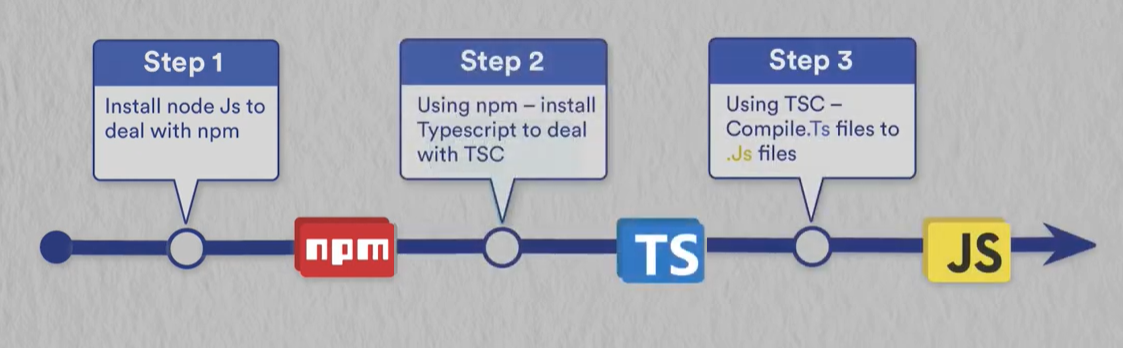 Step 1
Install node Js to
deal with npm
Step 2
Using npm – install
Typescript to deal
with TSC
Step 3
Using TSC –
Compile.Ts files to
.Js files
npm
TS
JS